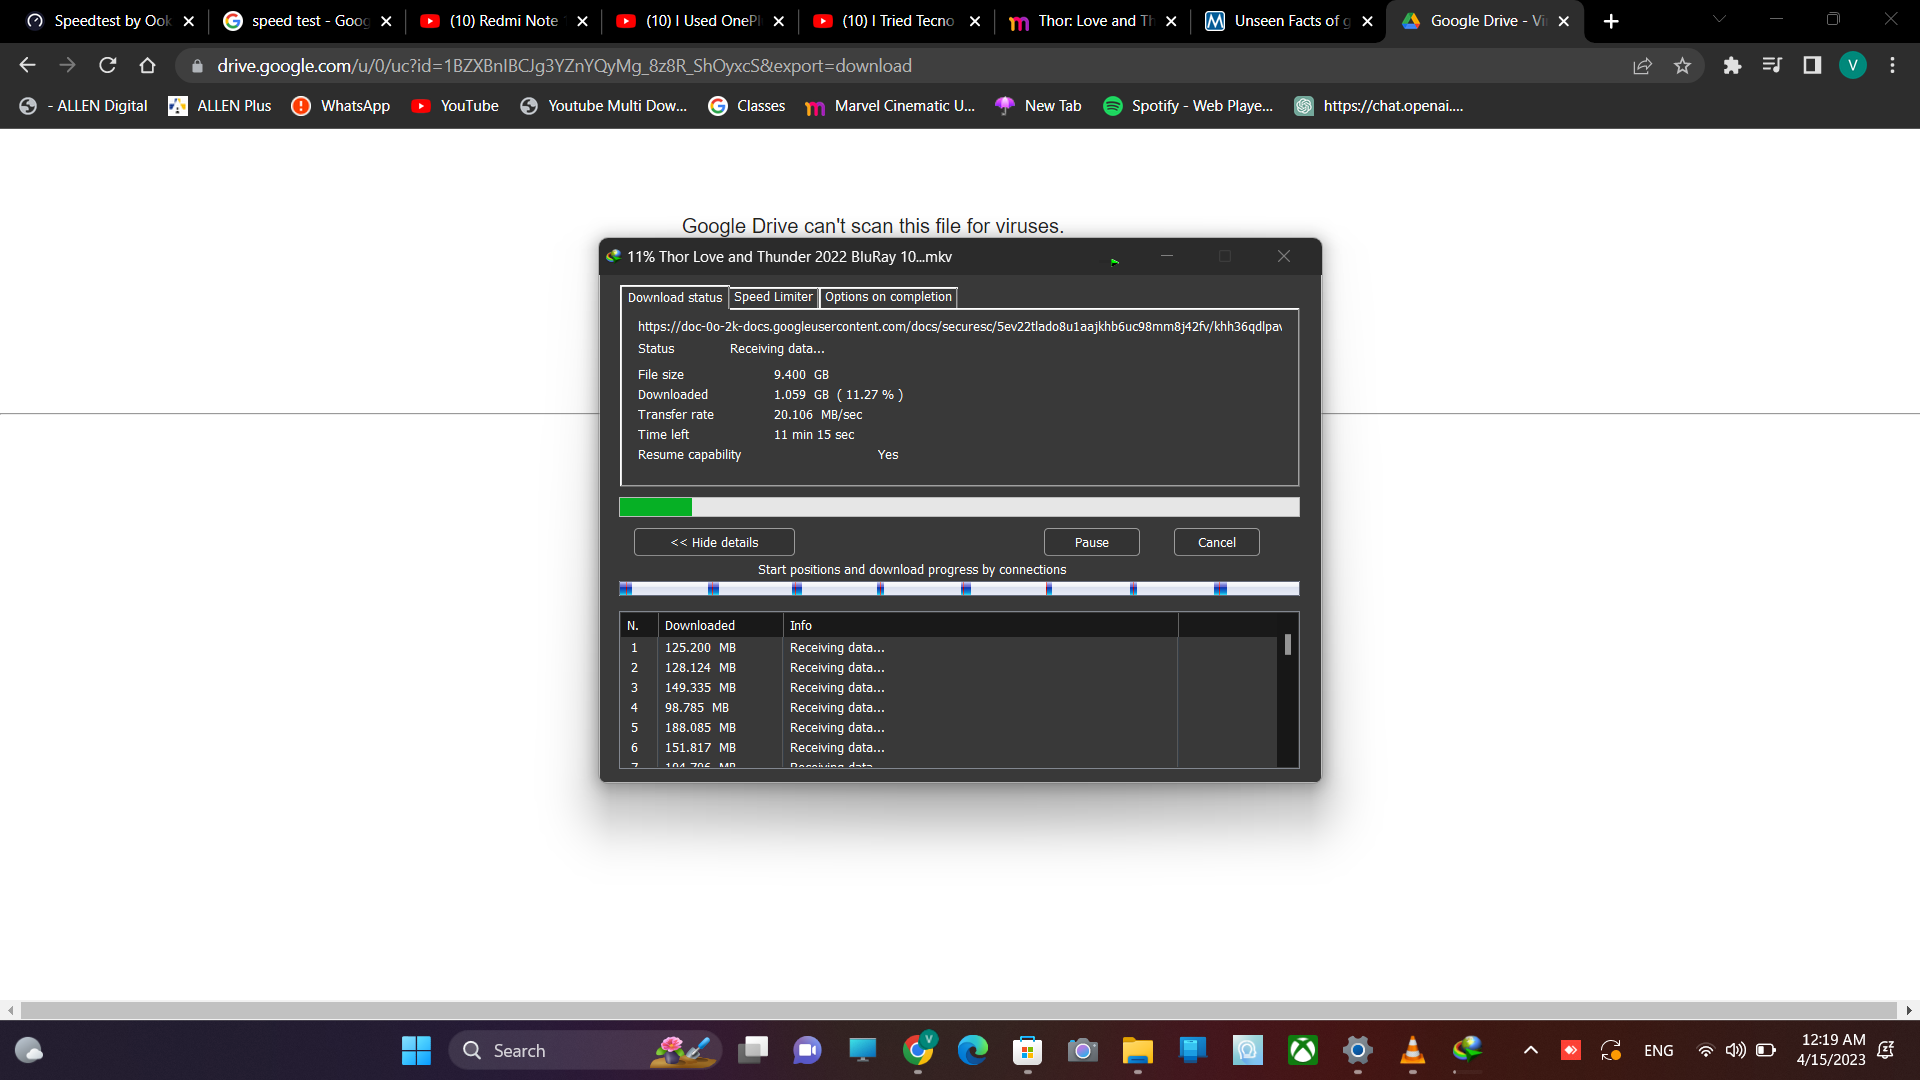 Speedtest by Ook
speed test - Goog
(10) Redmi Note
(10) I Used OnePl
(10) I Tried Tecno
Thor: Love and Th
Unseen Facts of g
Google Drive - Vi
drive.google.com/u/0/uc?id=1BZXBnIBCJg3YZnYQyMg_8z8R_ShOyxcS&export=download
V
- ALLEN Digital
ALLEN Plus
WhatsApp
YouTube
Youtube Multi Dow...
Classes
Marvel Cinematic U...
New Tab
Spotify - Web Playe...
https://chat.openai....
Google Drive can't scan this file for viruses.
11% Thor Love and Thunder 2022 BluRay 10...mkv
Download status
Speed Limiter
Options on completion
https://doc-0o-2k-docs.googleusercontent.com/docs/securesc/5ev22tlado8u1aajkhb6uc98mm8j42fv/khh36qdlpav
Status Receiving data...
File size 9.400 GB
Downloaded 1.059 GB ( 11.27 % )
Transfer rate 20.106 MB/sec
Time left 11 min 15 sec
Resume capability Yes
<< Hide details
Pause
Cancel
Start positions and download progress by connections
N. Downloaded Info
1 125.200 MB Receiving data...
2 128.124 MB Receiving data...
3 149.335 MB Receiving data...
4 98.785 MB Receiving data...
5 188.085 MB Receiving data...
6 151.817 MB Receiving data...
Search
V
ENG
12:19 AM
4/15/2023